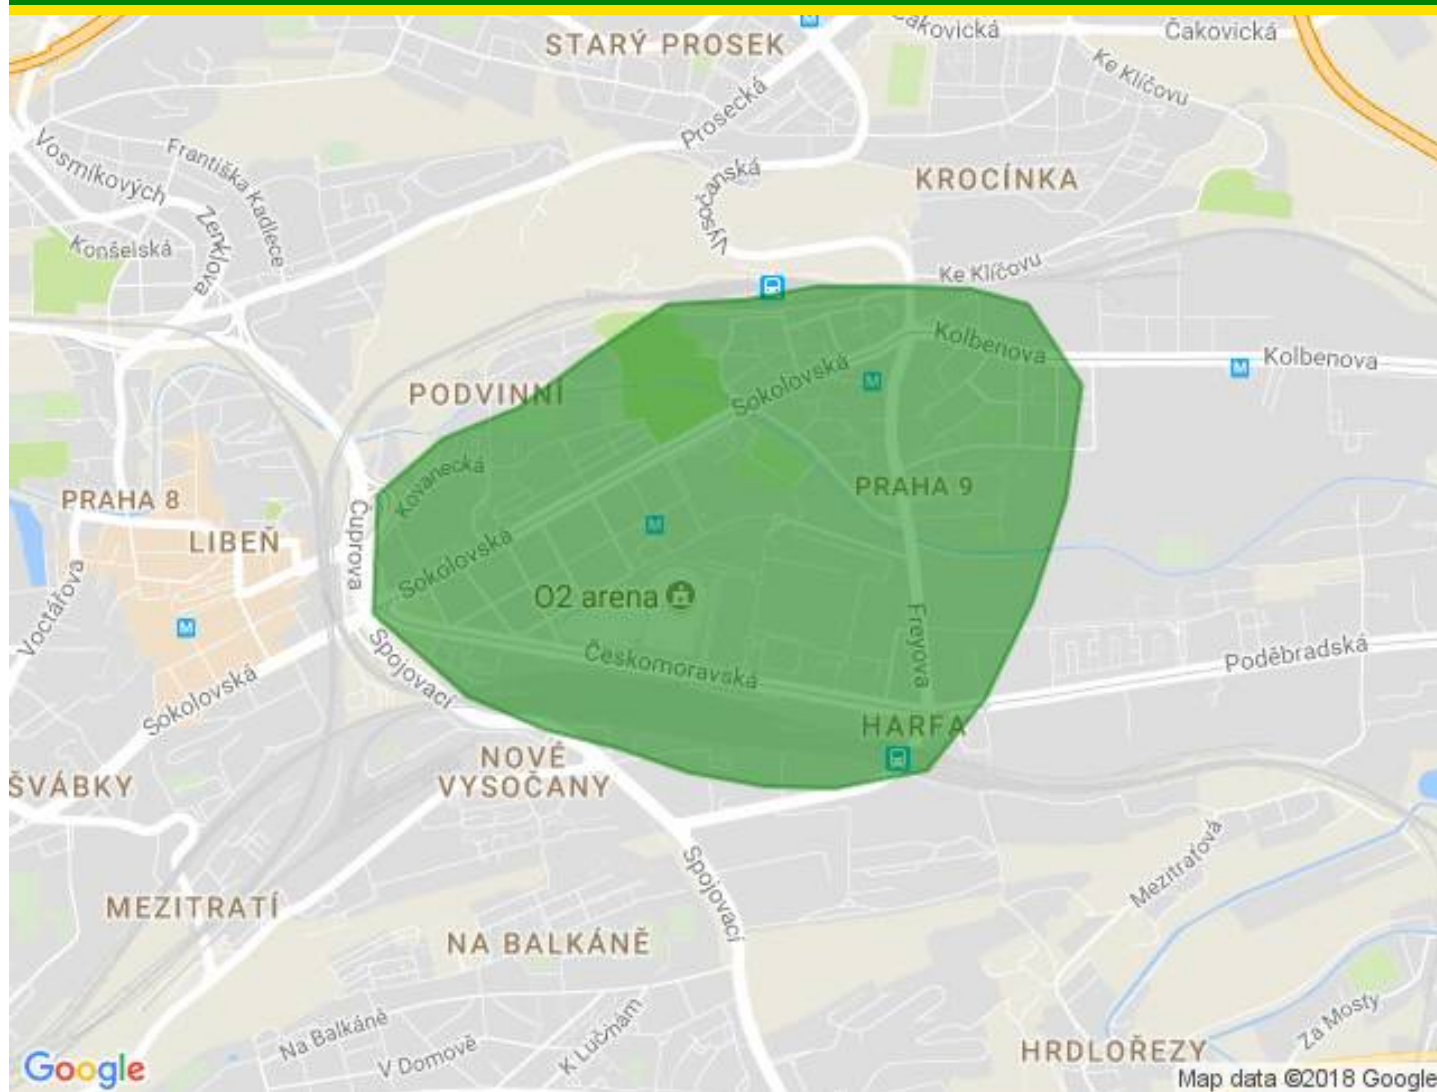 Čakovická
Čakovická
STARÝ PROSEK
Ke Klíčovu
Prosecká
Vosmíkových
Františka Kadlece
Vysočanská
KROCÍNKA
Zenklova
Konšelská
Ke Klíčovu
Kolbenova
Kolbenova
Sokolovská
PODVINNÍ
Kovanecká
PRAHA 9
PRAHA 8
Čuprova
LIBEŇ
Sokolovská
O2 arena
Voctářova
Freyova
Spojovací
Českomoravská
Poděbradská
Sokolovská
HARFA
NOVÉ
VYSOČANY
ŠVÁBKY
Mezitraťová
Spojovací
MEZITRATÍ
NA BALKÁNĚ
Na Balkáně
V Domově
K Lučinám
Za Mosty
HRDLOŘEZY
Google
Map data ©2018 Google